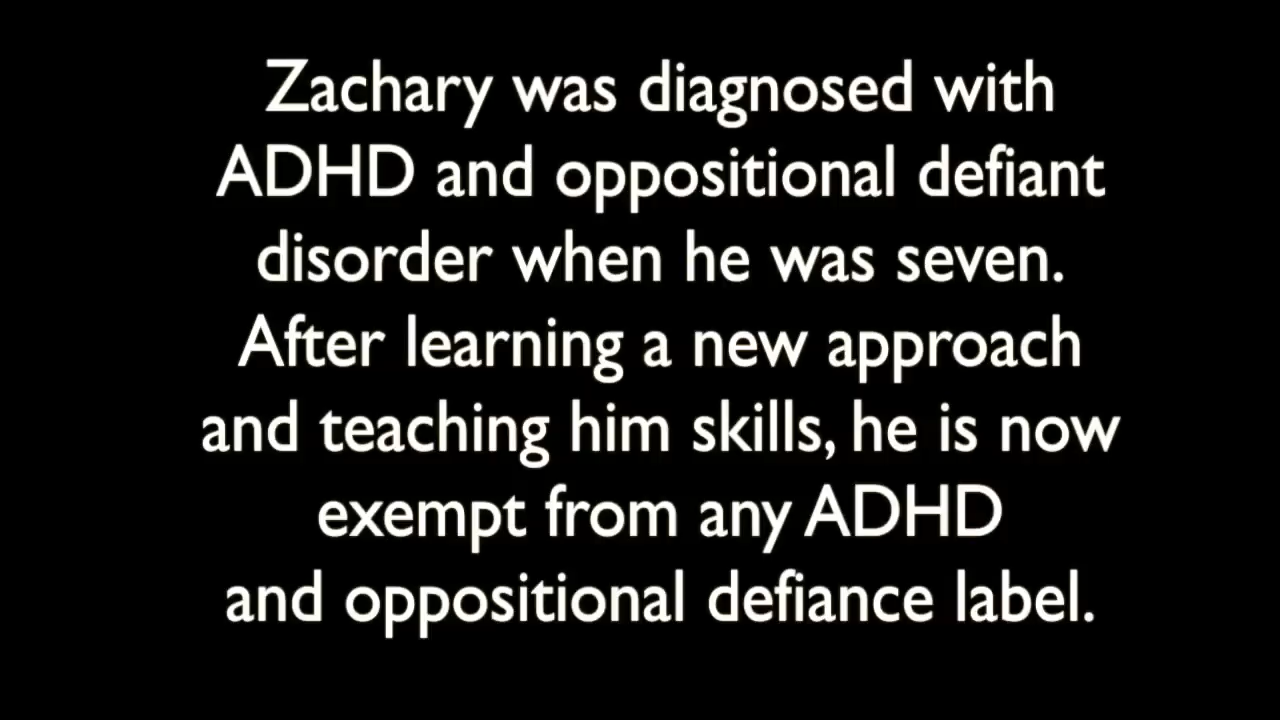 Zachary was diagnosed with
ADHD and oppositional defiant
disorder when he was seven.
After learning a new approach
and teaching him skills, he is now
exempt from any ADHD
and oppositional defiance label.